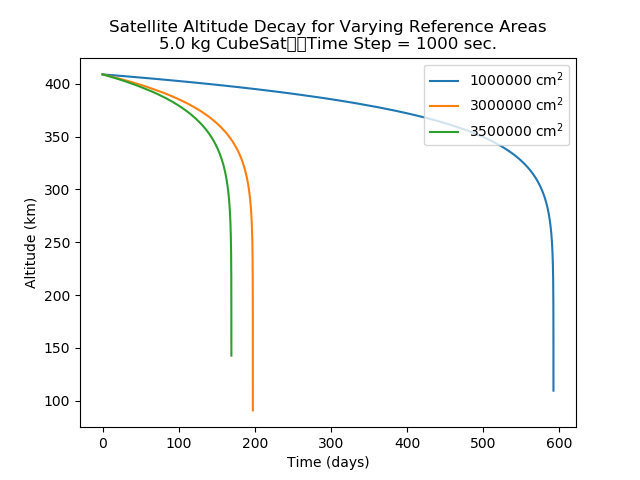 Satellite Altitude Decay for Varying Reference Areas
5.0 kg CubeSat▯▯Time Step = 1000 sec.
1000000 cm²
3000000 cm²
3500000 cm²
Altitude (km)
400
350
300
250
200
150
100
0 100 200 300 400 500 600
Time (days)